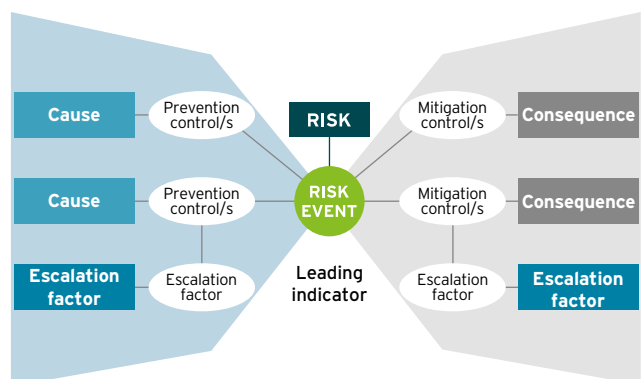 Cause
Prevention
control/s
RISK
Mitigation
control/s
Consequence
Cause
Prevention
control/s
RISK
EVENT
Mitigation
control/s
Consequence
Escalation
factor
Escalation
factor
Leading
indicator
Escalation
factor
Escalation
factor